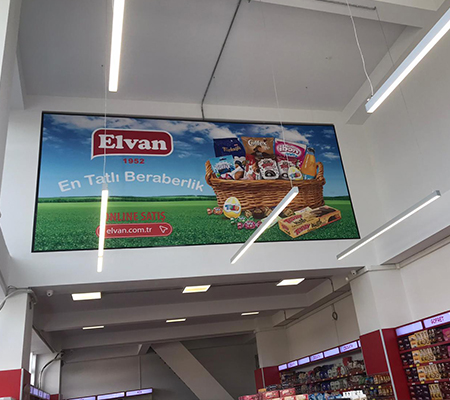 Elvan
1952
En Tatlı Beraberlik
ONLINE SATIŞ
elvan.com.tr